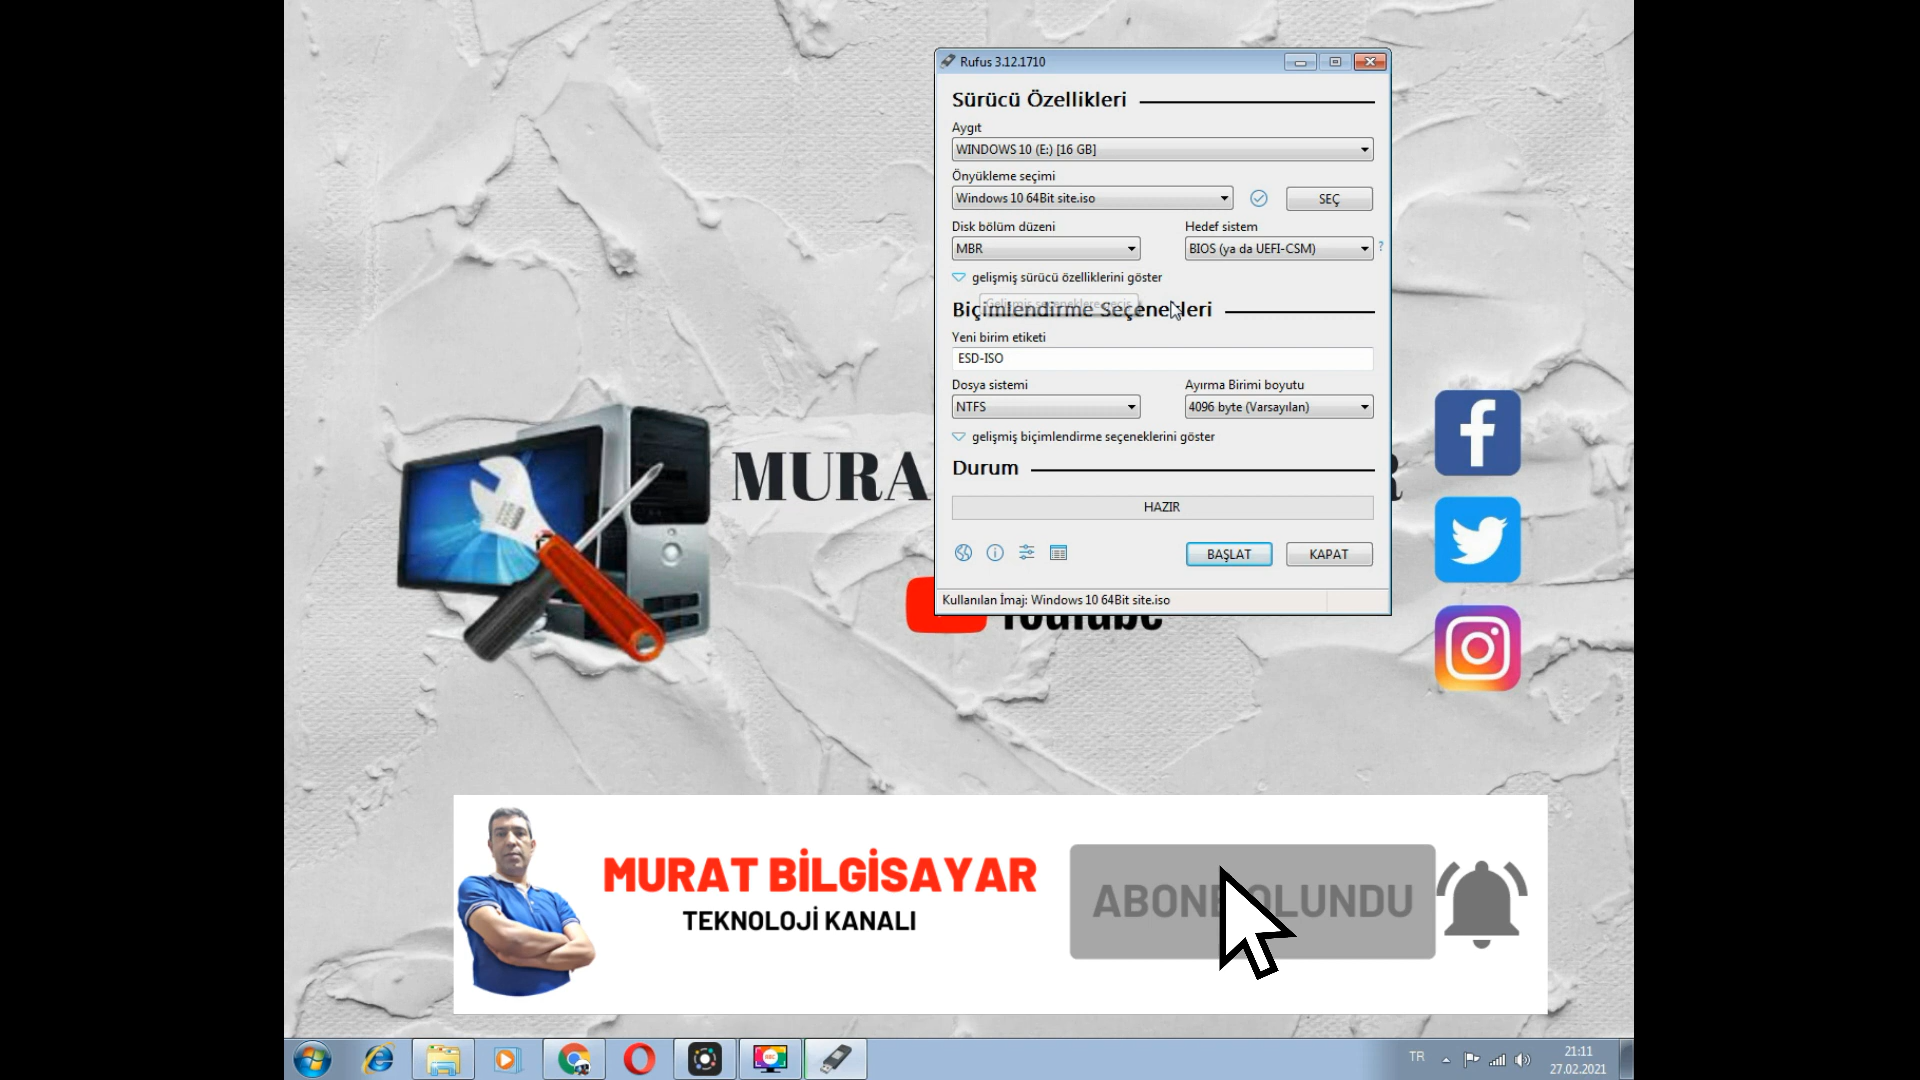 Rufus 3.12.1710
Sürücü Özellikleri
Aygıt
WINDOWS 10 (E:) [16 GB]
Önyükleme seçimi
Windows 10 64Bit site.iso
SEÇ
Disk bölüm düzeni
Hedef sistem
MBR
BIOS (ya da UEFI-CSM)
?
gelişmiş sürücü özelliklerini göster
Biçimlendirme Seçenekleri
Yeni birim etiketi
ESD-ISO
Dosya sistemi
Ayırma Birimi boyutu
NTFS
4096 byte (Varsayılan)
gelişmiş biçimlendirme seçeneklerini göster
Durum
HAZIR
BAŞLAT
KAPAT
Kullanılan İmaj: Windows 10 64Bit site.iso
MURA
YouTube
MURAT BİLGİSAYAR
TEKNOLOJİ KANALI
ABONE OLUNDU
TR
21:11
27.02.2021